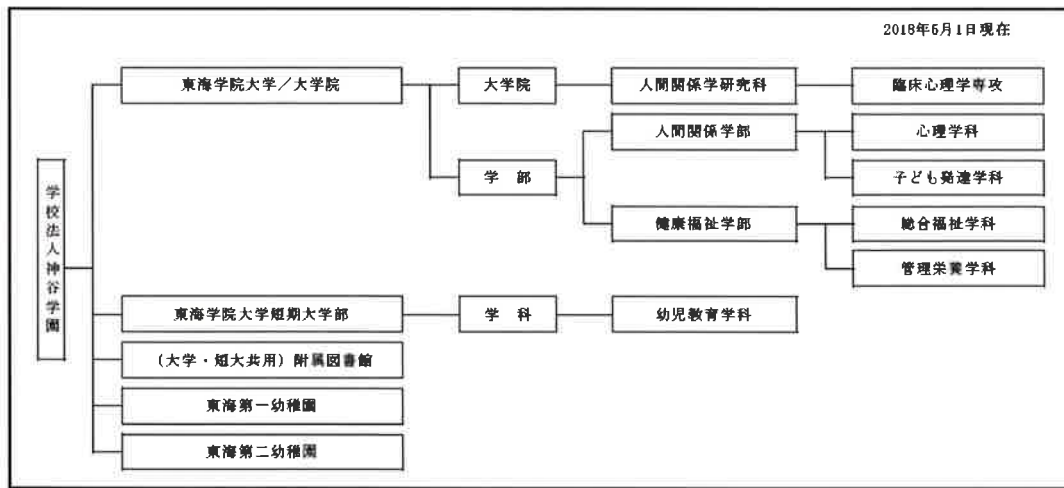 2018年5月1日現在
学校法人神谷学園
東海学院大学／大学院
大学院
人間関係学研究科
臨床心理学専攻
学 部
人間関係学部
心理学科
子ども発達学科
健康福祉学部
総合福祉学科
管理栄養学科
東海学院大学短期大学部
学 科
幼児教育学科
(大学・短大共用) 附属図書館
東海第一幼稚園
東海第二幼稚園